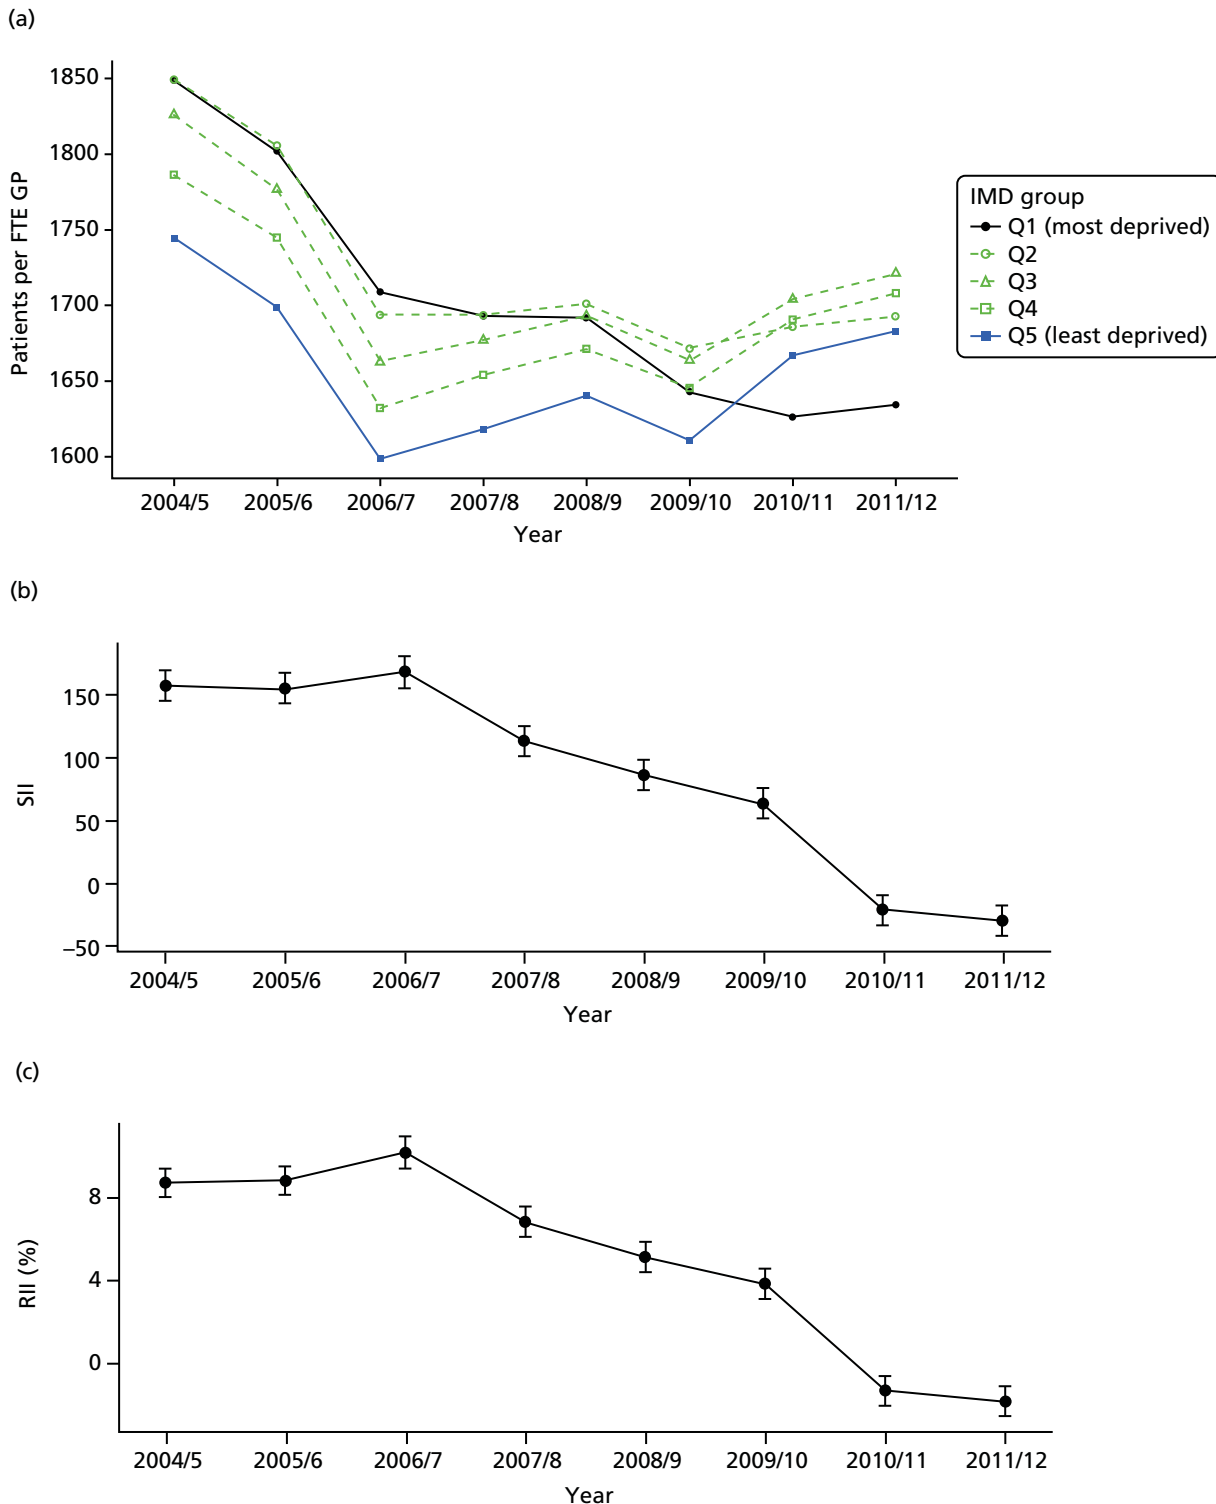 (a)
1850
1800
1750
1700
1650
1600
Patients per FTE GP
2004/5 2005/6 2006/7 2007/8 2008/9 2009/10 2010/11 2011/12
Year
IMD group
Q1 (most deprived)
Q2
Q3
Q4
Q5 (least deprived)
(b)
150
100
50
0
–50
SII
2004/5 2005/6 2006/7 2007/8 2008/9 2009/10 2010/11 2011/12
Year
(c)
8
4
0
RII (%)
2004/5 2005/6 2006/7 2007/8 2008/9 2009/10 2010/11 2011/12
Year